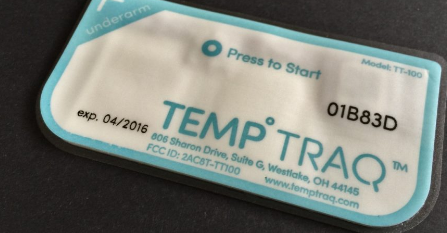 underarm
Press to Start
Model: TT-100
01B83D
exp. 04/2016
TEMP° TRAQ™
806 Sharon Drive, Suite G, Westlake, OH 44145
FCC ID: 2AC8T-TT100
www.temptraq.com